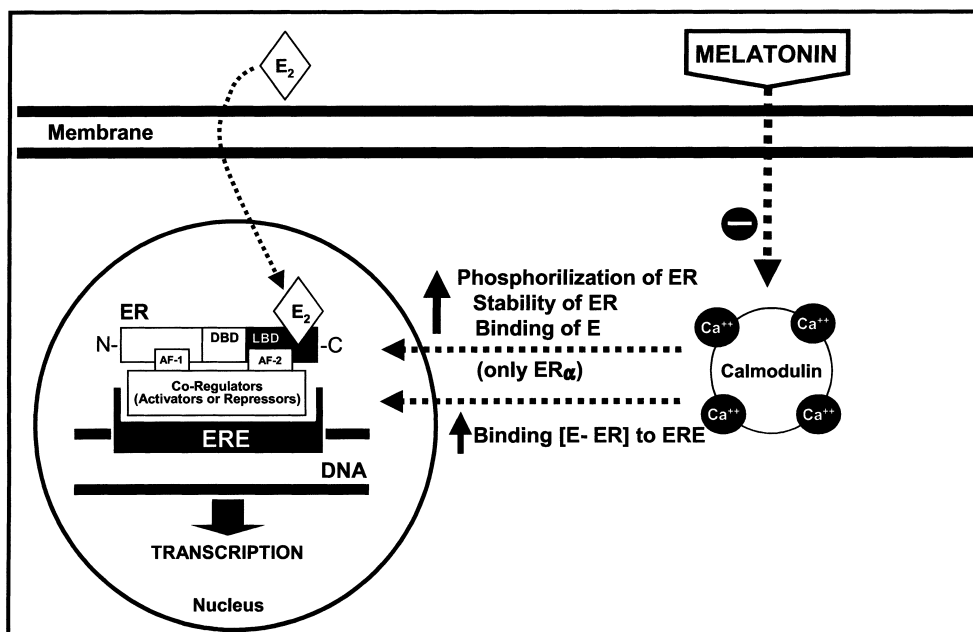 E₂
MELATONIN
Membrane
Phosphorilization of ER
Stability of ER
Binding of E
(only ERα)
Binding [E- ER] to ERE
Ca⁺⁺
Ca⁺⁺
Calmodulin
Ca⁺⁺
Ca⁺⁺
E₂
ER
N-
DBD
LBD
-C
AF-1
AF-2
Co-Regulators
(Activators or Repressors)
ERE
DNA
TRANSCRIPTION
Nucleus